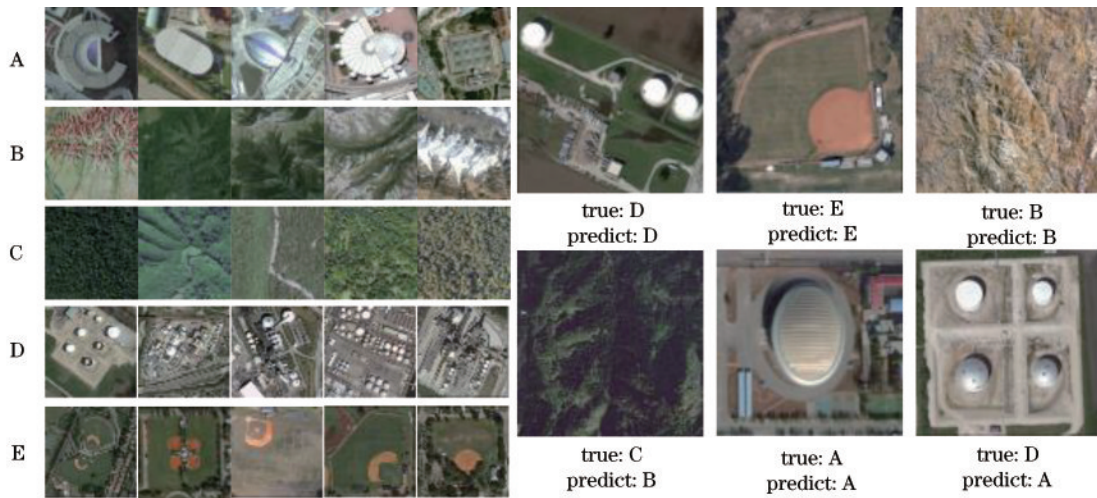 A
B
C
D
E
true: D
predict: D
true: E
predict: E
true: B
predict: B
true: C
predict: B
true: A
predict: A
true: D
predict: A